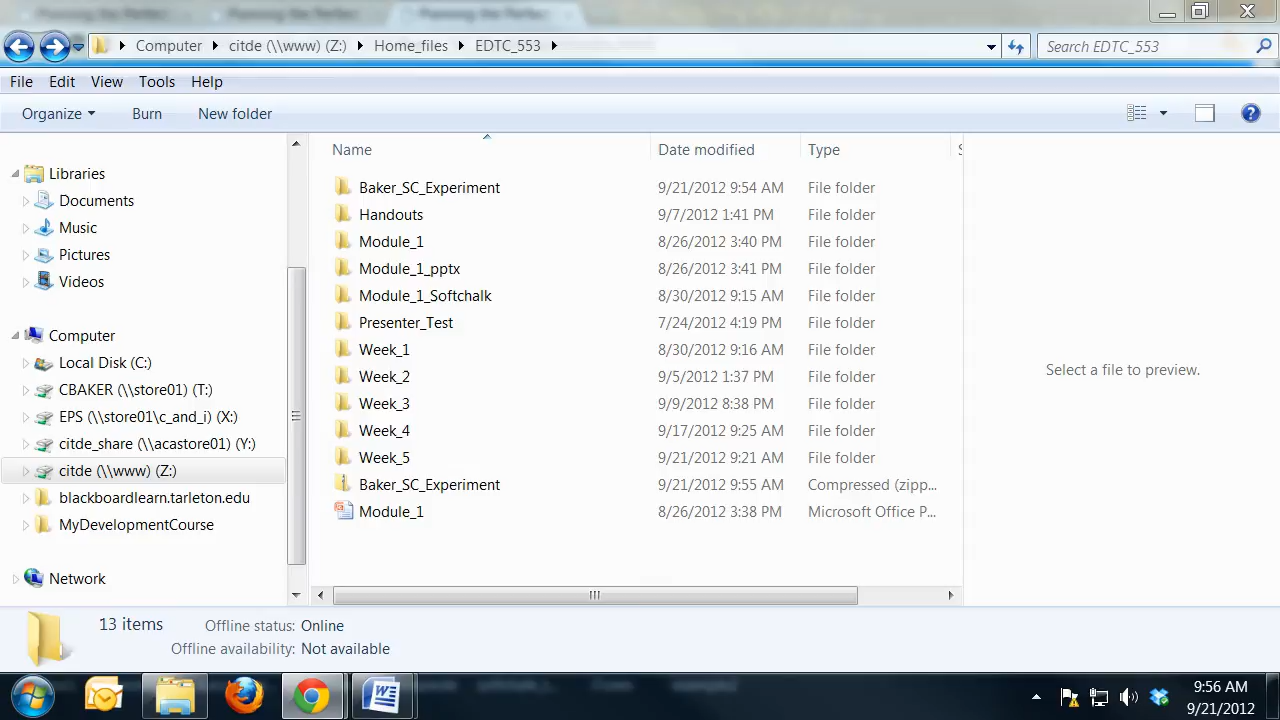 Computer citde (\\www) (Z:) Home_files EDTC_553
Search EDTC_553
File Edit View Tools Help
Organize Burn New folder
Libraries
Documents
Music
Pictures
Videos
Computer
Local Disk (C:)
CBAKER (\\store01) (T:)
EPS (\\store01\c_and_i) (X:)
citde_share (\\acastore01) (Y:)
citde (\\www) (Z:)
blackboardlearn.tarleton.edu
MyDevelopmentCourse
Network
Name Date modified Type
Baker_SC_Experiment 9/21/2012 9:54 AM File folder
Handouts 9/7/2012 1:41 PM File folder
Module_1 8/26/2012 3:40 PM File folder
Module_1_pptx 8/26/2012 3:41 PM File folder
Module_1_Softchalk 8/30/2012 9:15 AM File folder
Presenter_Test 7/24/2012 4:19 PM File folder
Week_1 8/30/2012 9:16 AM File folder
Week_2 9/5/2012 1:37 PM File folder
Week_3 9/9/2012 8:38 PM File folder
Week_4 9/17/2012 9:25 AM File folder
Week_5 9/21/2012 9:21 AM File folder
Baker_SC_Experiment 9/21/2012 9:55 AM Compressed (zipp...
Module_1 8/26/2012 3:38 PM Microsoft Office P...
Select a file to preview.
13 items Offline status: Online
Offline availability: Not available
9:56 AM
9/21/2012